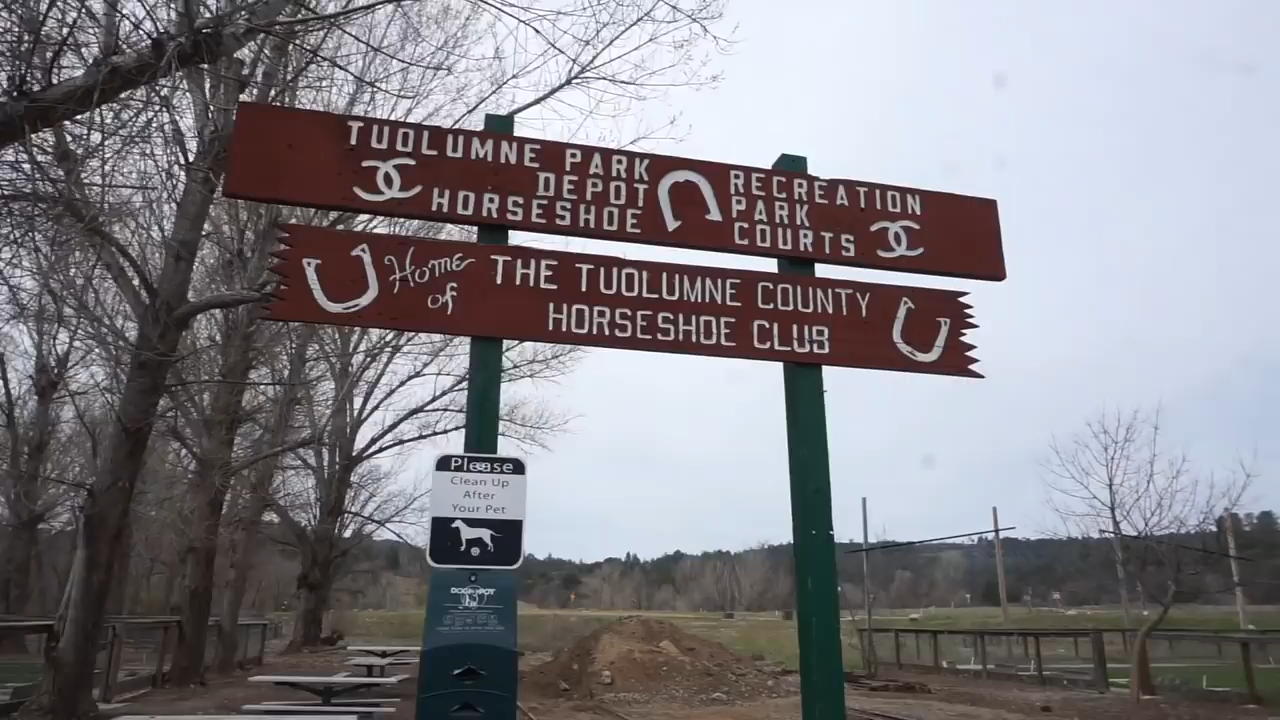 TUOLUMNE PARK RECREATION
DEPOT PARK
HORSESHOE COURTS
Home of THE TUOLUMNE COUNTY
HORSESHOE CLUB
Please
Clean Up
After
Your Pet
DOGIPOT